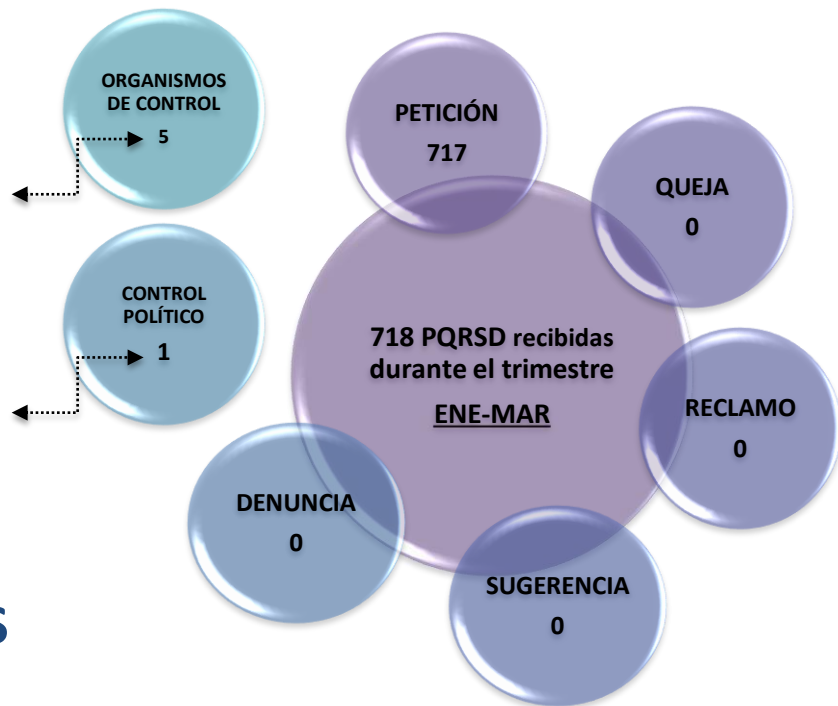 ORGANISMOS
DE CONTROL
5
CONTROL
POLÍTICO
1
PETICIÓN
717
QUEJA
0
RECLAMO
0
SUGERENCIA
0
DENUNCIA
0
718 PQRSD recibidas
durante el trimestre
ENE-MAR
s